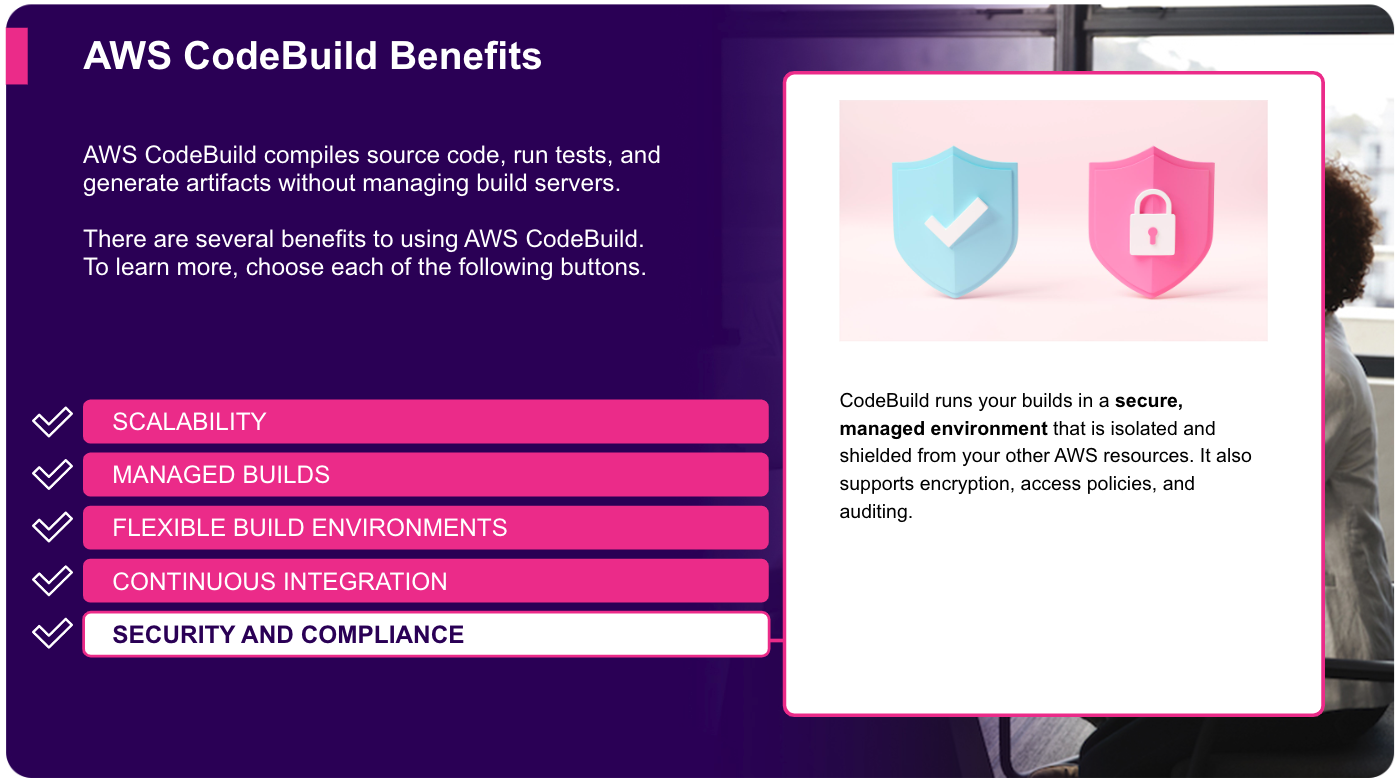 AWS CodeBuild Benefits
AWS CodeBuild compiles source code, run tests, and
generate artifacts without managing build servers.
There are several benefits to using AWS CodeBuild.
To learn more, choose each of the following buttons.
SCALABILITY
MANAGED BUILDS
FLEXIBLE BUILD ENVIRONMENTS
CONTINUOUS INTEGRATION
SECURITY AND COMPLIANCE
CodeBuild runs your builds in a secure,
managed environment that is isolated and
shielded from your other AWS resources. It also
supports encryption, access policies, and
auditing.